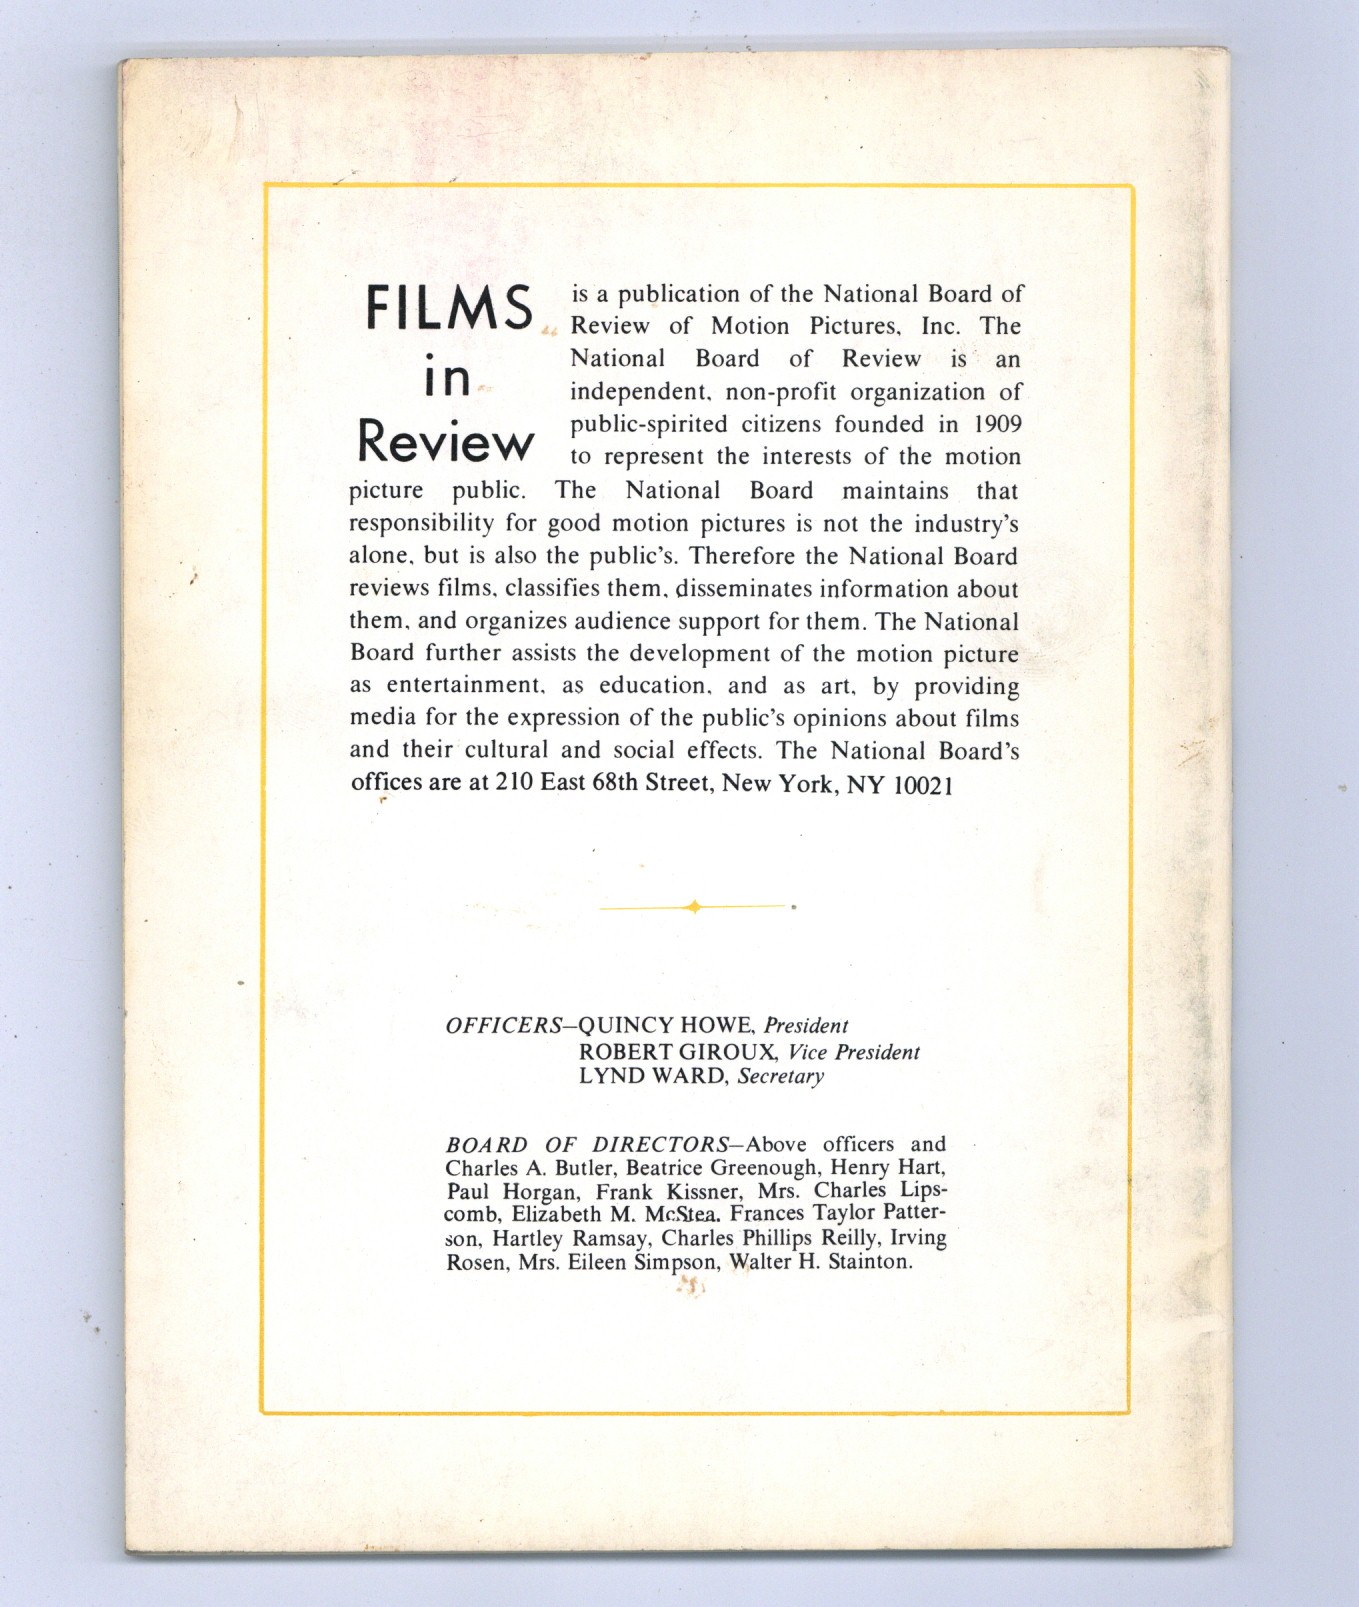 FILMS
in
Review
is a publication of the National Board of
Review of Motion Pictures, Inc. The
National Board of Review is an
independent, non-profit organization of
public-spirited citizens founded in 1909
to represent the interests of the motion
picture public. The National Board maintains that
responsibility for good motion pictures is not the industry's
alone, but is also the public's. Therefore the National Board
reviews films, classifies them, disseminates information about
them, and organizes audience support for them. The National
Board further assists the development of the motion picture
as entertainment, as education, and as art, by providing
media for the expression of the public's opinions about films
and their cultural and social effects. The National Board's
offices are at 210 East 68th Street, New York, NY 10021
OFFICERS—QUINCY HOWE, President
ROBERT GIROUX, Vice President
LYND WARD, Secretary
BOARD OF DIRECTORS—Above officers and
Charles A. Butler, Beatrice Greenough, Henry Hart,
Paul Horgan, Frank Kissner, Mrs. Charles Lips-
comb, Elizabeth M. McStea. Frances Taylor Patter-
son, Hartley Ramsay, Charles Phillips Reilly, Irving
Rosen, Mrs. Eileen Simpson, Walter H. Stainton.